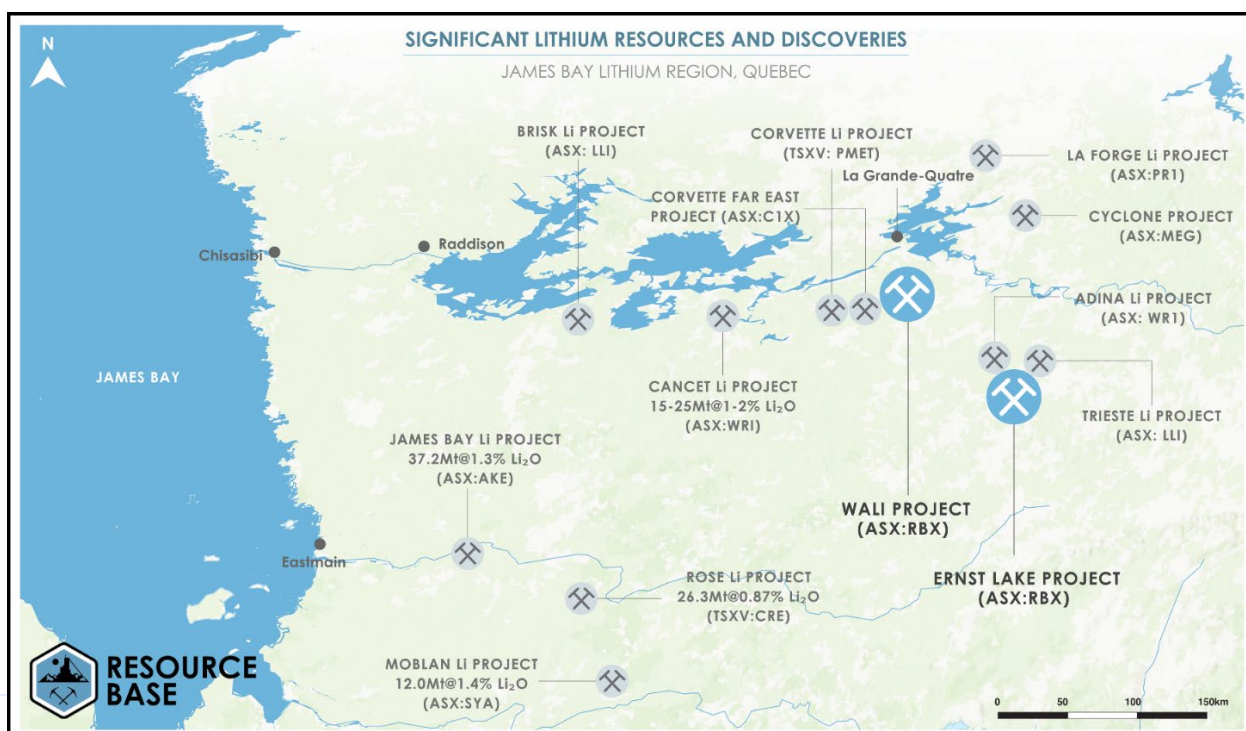 SIGNIFICANT LITHIUM RESOURCES AND DISCOVERIES
JAMES BAY LITHIUM REGION, QUEBEC
N
BRISK Li PROJECT
(ASX: LLI)
CORVETTE Li PROJECT
(TSXV: PMET)
La Grande-Quatre
LA FORGE Li PROJECT
(ASX:PR1)
CORVETTE FAR EAST
PROJECT (ASX:C1X)
CYCLONE PROJECT
(ASX:MEG)
Chisasibi
Raddison
ADINA Li PROJECT
(ASX: WR1)
JAMES BAY
CANCET Li PROJECT
15-25Mt@1-2% Li₂O
(ASX:WRI)
TRIESTE Li PROJECT
(ASX: LLI)
JAMES BAY Li PROJECT
37.2Mt@1.3% Li₂O
(ASX:AKE)
WALI PROJECT
(ASX:RBX)
Eastmain
ROSE Li PROJECT
26.3Mt@0.87% Li₂O
(TSXV:CRE)
ERNST LAKE PROJECT
(ASX:RBX)
MOBLAN Li PROJECT
12.0Mt@1.4% Li₂O
(ASX:SYA)
RESOURCE
BASE
0 50 100 150km